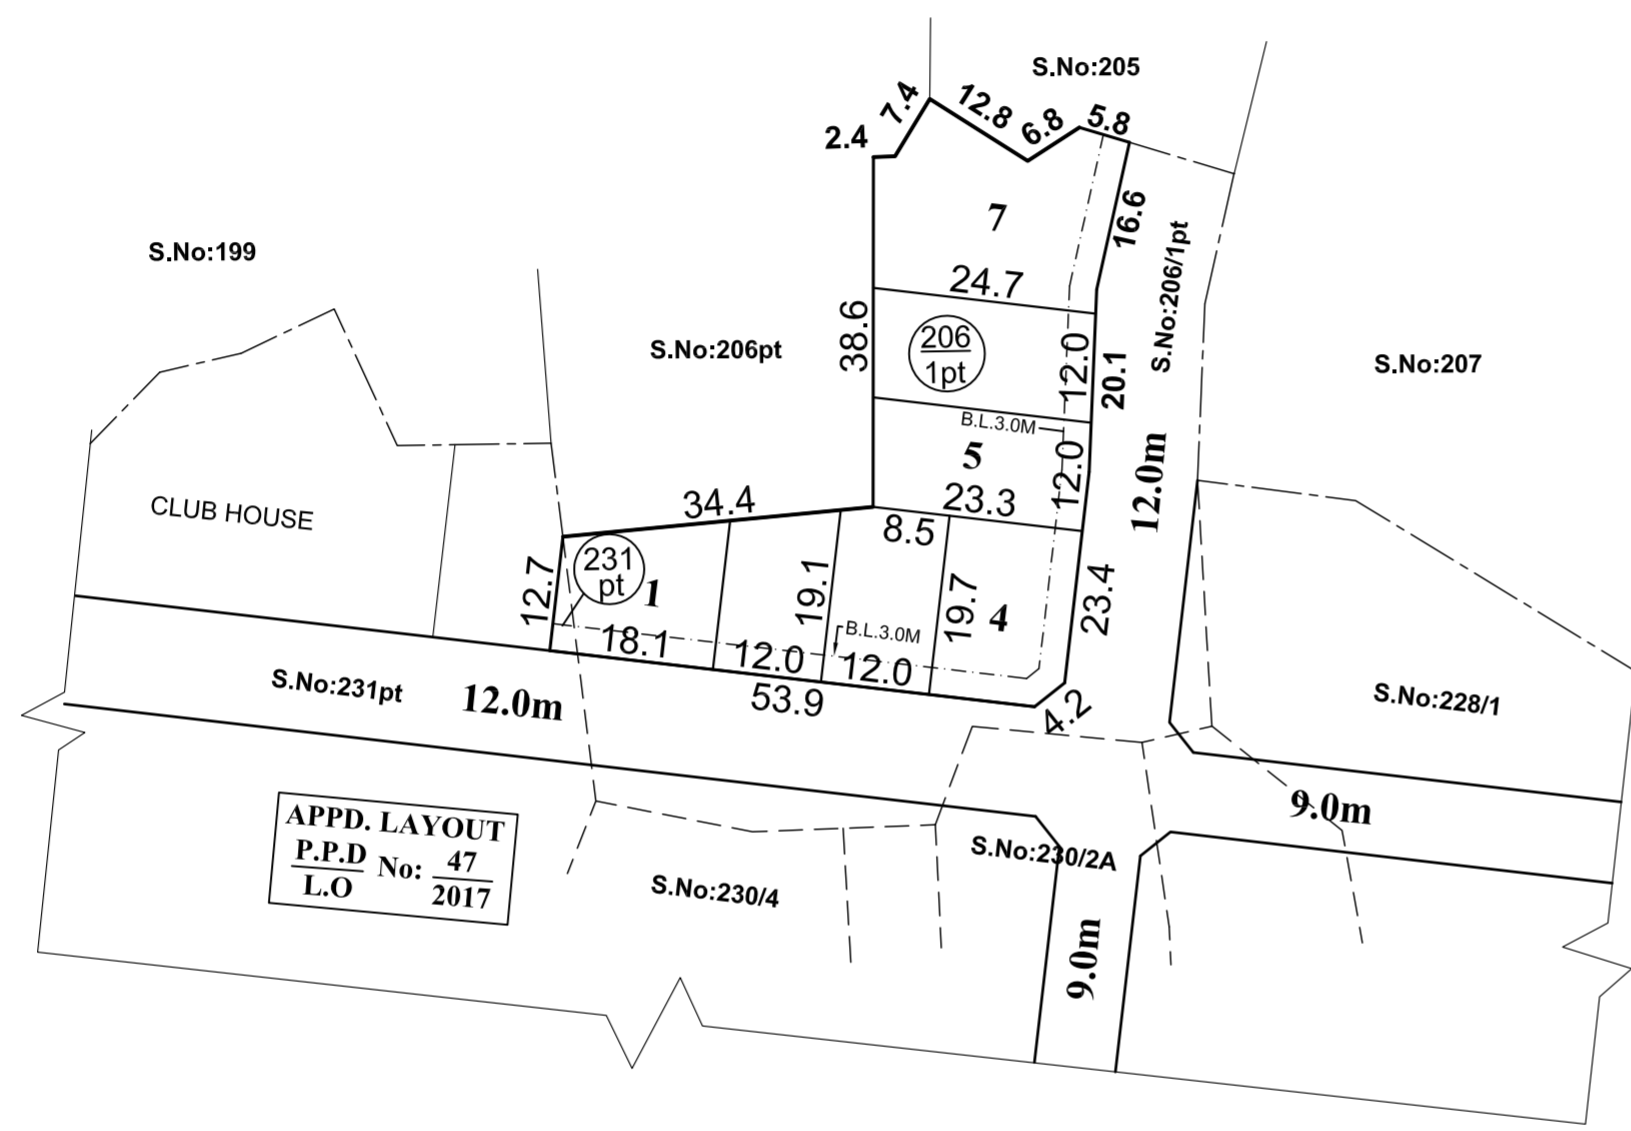 S.No:205
7.4
12.8
6.8
5.8
2.4
7
16.6
S.No:206/1pt
S.No:199
24.7
38.6
S.No:206pt
206
1pt
12.0
20.1
S.No:207
B.L.3.0M
5
12.0
12.0m
23.3
CLUB HOUSE
34.4
8.5
231
pt
12.7
1
19.1
19.7
4
23.4
18.1
B.L.3.0M
12.0
12.0
S.No:231pt
12.0m
53.9
4.2
S.No:228/1
9.0m
APPD. LAYOUT
P.P.D
L.O
No:
47
2017
S.No:230/2A
S.No:230/4
9.0m